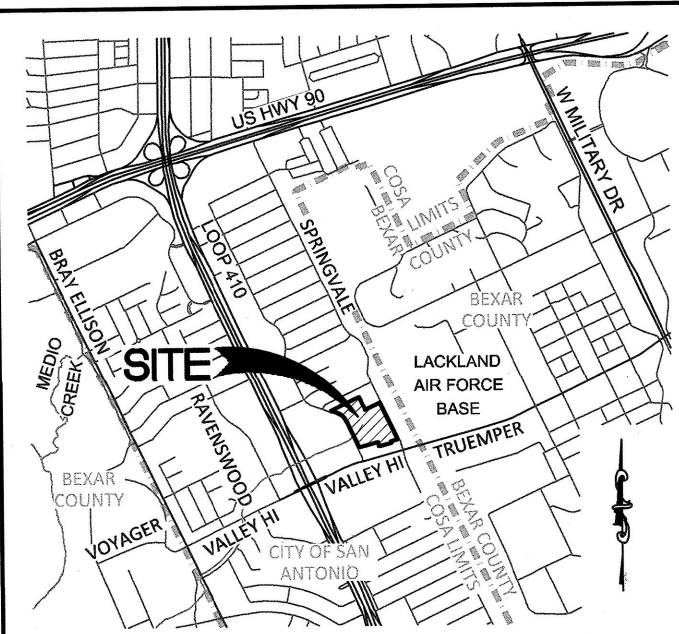 US HWY 90
W MILITARY DR
COSA
LIMITS
BEXAR
COUNTY
LOOP 410
SPRINGVALE
BRAY ELLISON
BEXAR
COUNTY
MEDIO
CREEK
SITE
RAVENSWOOD
LACKLAND
AIR FORCE
BASE
TRUEMPER
VALLEY HI
BEXAR
COUNTY
VOYAGER
VALLEY HI
CITY OF SAN
ANTONIO
BEXAR COUNTY
COSA LIMITS